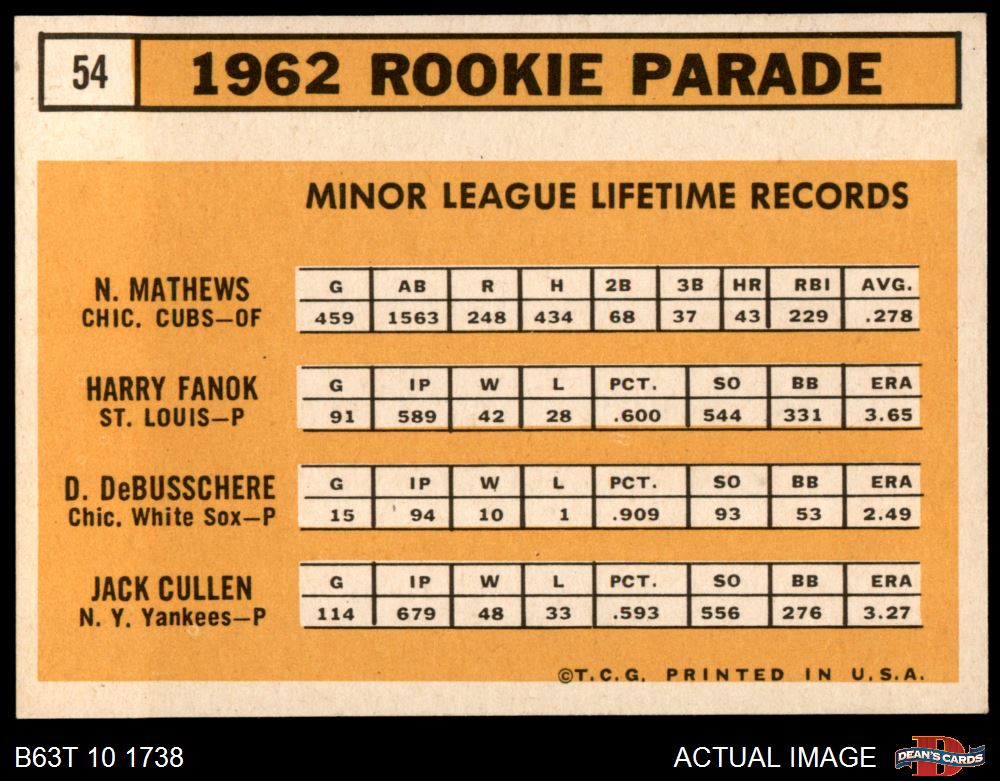 54 1962 ROOKIE PARADE
MINOR LEAGUE LIFETIME RECORDS
N. MATHEWS
CHIC. CUBS—OF
G AB R H 2B 3B HR RBI AVG.
459 1563 248 434 68 37 43 229 .278
HARRY FANOK
ST. LOUIS—P
G IP W L PCT. SO BB ERA
91 589 42 28 .600 544 331 3.65
D. DeBUSSCHERE
Chic. White Sox—P
G IP W L PCT. SO BB ERA
15 94 10 1 .909 93 53 2.49
JACK CULLEN
N. Y. Yankees—P
G IP W L PCT. SO BB ERA
114 679 48 33 .593 556 276 3.27
©T.C.G. PRINTED IN U.S.A.
B63T 10 1738
ACTUAL IMAGE
D
DEAN'S CARDS